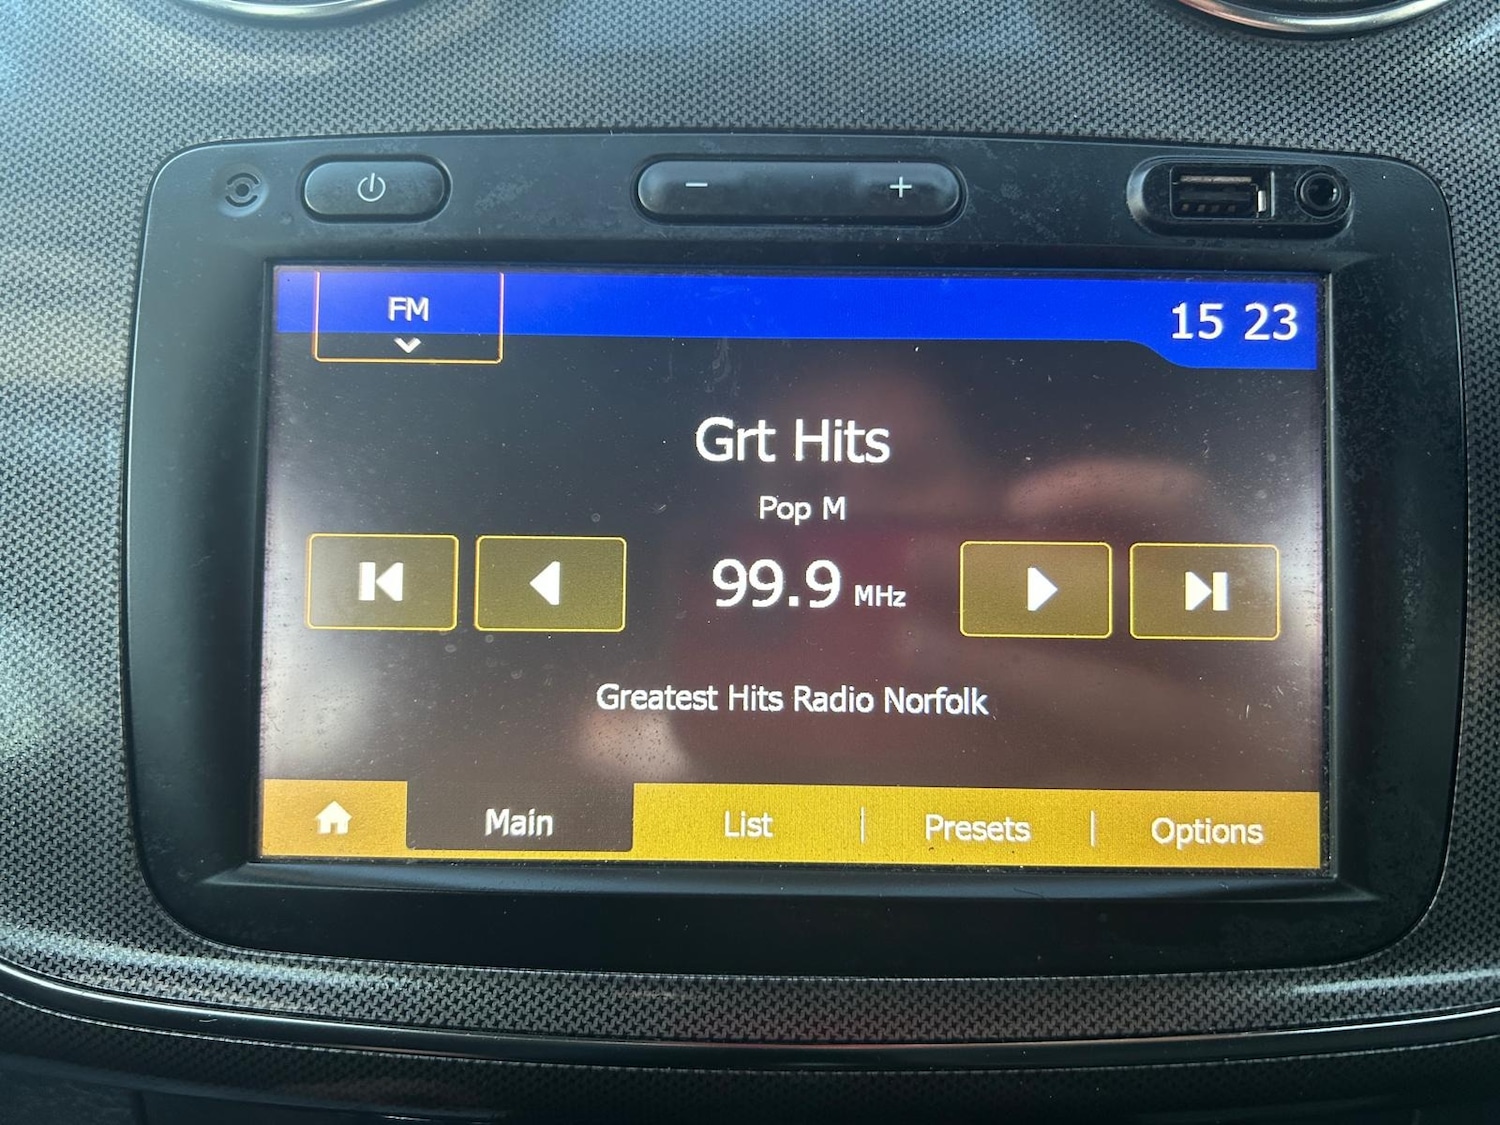 FM
15 23
Grt Hits
Pop M
99.9 MHz
Greatest Hits Radio Norfolk
Main List Presets Options